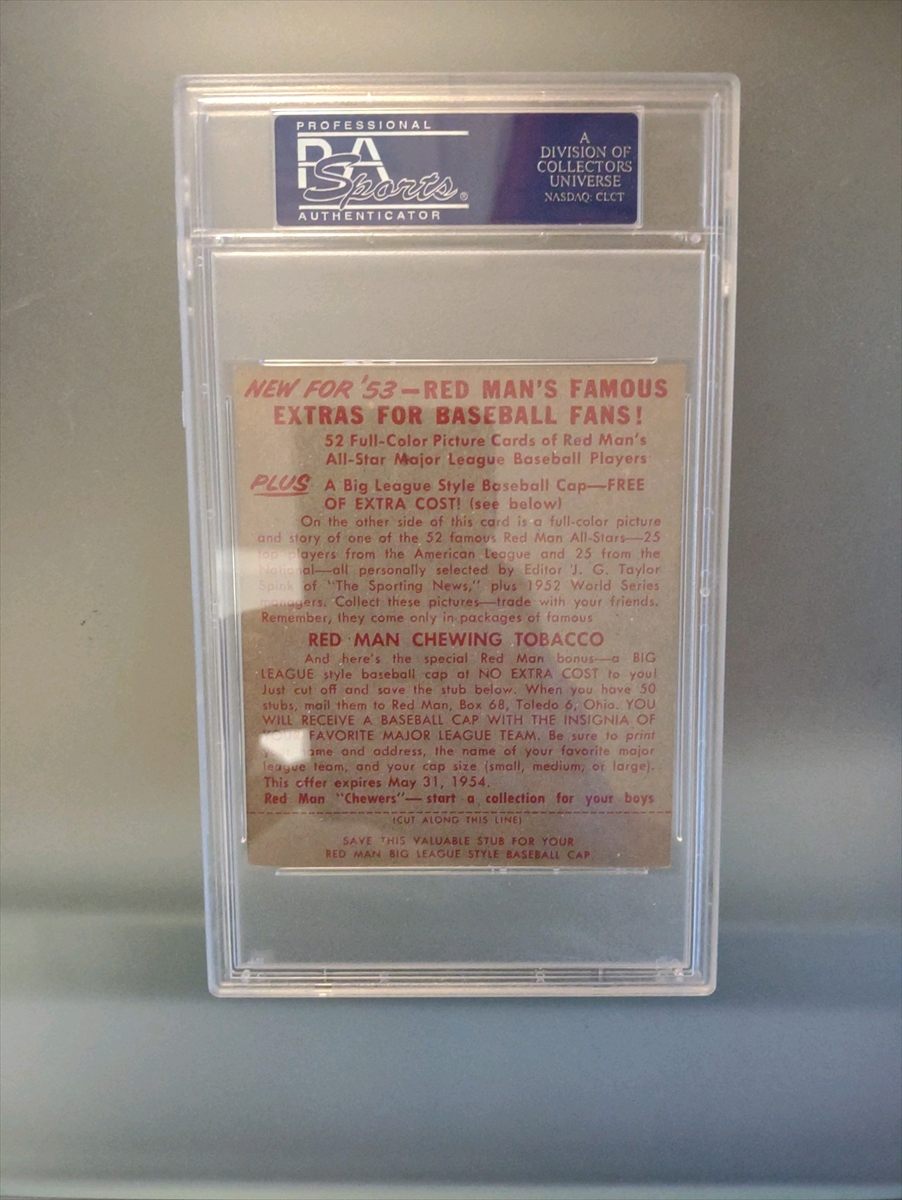 PROFESSIONAL
PSA
Sports®
AUTHENTICATOR
A
DIVISION OF
COLLECTORS
UNIVERSE
NASDAQ: CLCT
NEW FOR '53—RED MAN'S FAMOUS
EXTRAS FOR BASEBALL FANS!
52 Full-Color Picture Cards of Red Man's
All-Star Major League Baseball Players
PLUS A Big League Style Baseball Cap—FREE
OF EXTRA COST! (see below)
On the other side of this card is a full-color picture
and story of one of the 52 famous Red Man All-Stars—25
top players from the American League and 25 from the
National—all personally selected by Editor J. G. Taylor
Spink of "The Sporting News," plus 1952 World Series
managers. Collect these pictures—trade with your friends.
Remember, they come only in packages of famous
RED MAN CHEWING TOBACCO
And here's the special Red Man bonus—a BIG
LEAGUE style baseball cap at NO EXTRA COST to you!
Just cut off and save the stub below. When you have 50
stubs, mail them to Red Man, Box 68, Toledo 6, Ohio. YOU
WILL RECEIVE A BASEBALL CAP WITH THE INSIGNIA OF
YOUR FAVORITE MAJOR LEAGUE TEAM. Be sure to print
name and address, the name of your favorite major
league team, and your cap size (small, medium, or large).
This offer expires May 31, 1954.
Red Man "Chewers"—start a collection for your boys
(CUT ALONG THIS LINE)
SAVE THIS VALUABLE STUB FOR YOUR
RED MAN BIG LEAGUE STYLE BASEBALL CAP